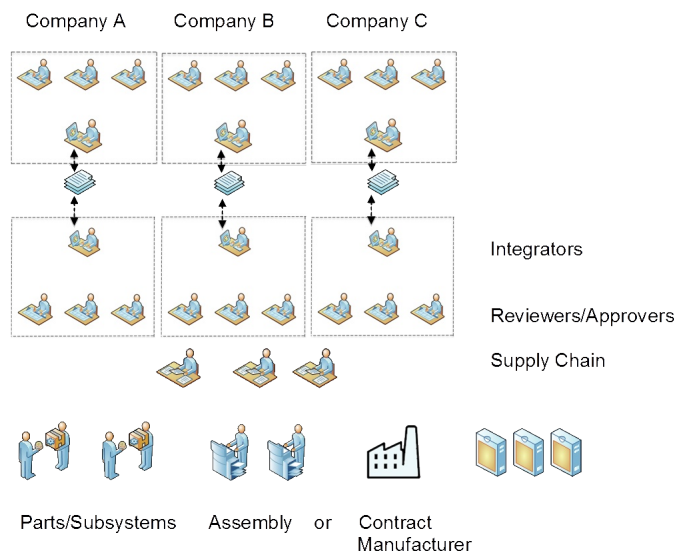 Company A Company B Company C
Integrators
Reviewers/Approvers
Supply Chain
Parts/Subsystems Assembly or Contract
Manufacturer